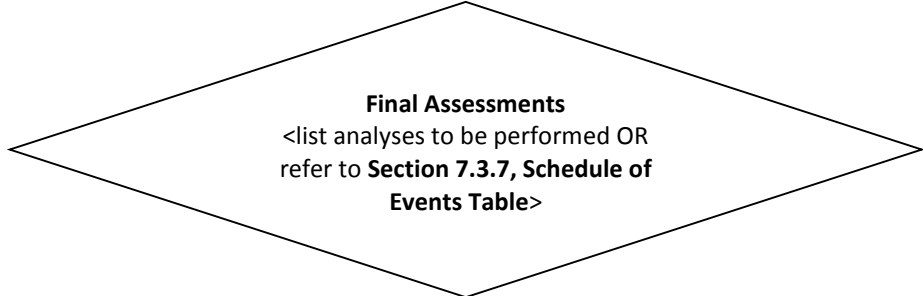 Final Assessments
<list analyses to be performed OR
refer to Section 7.3.7, Schedule of
Events Table>